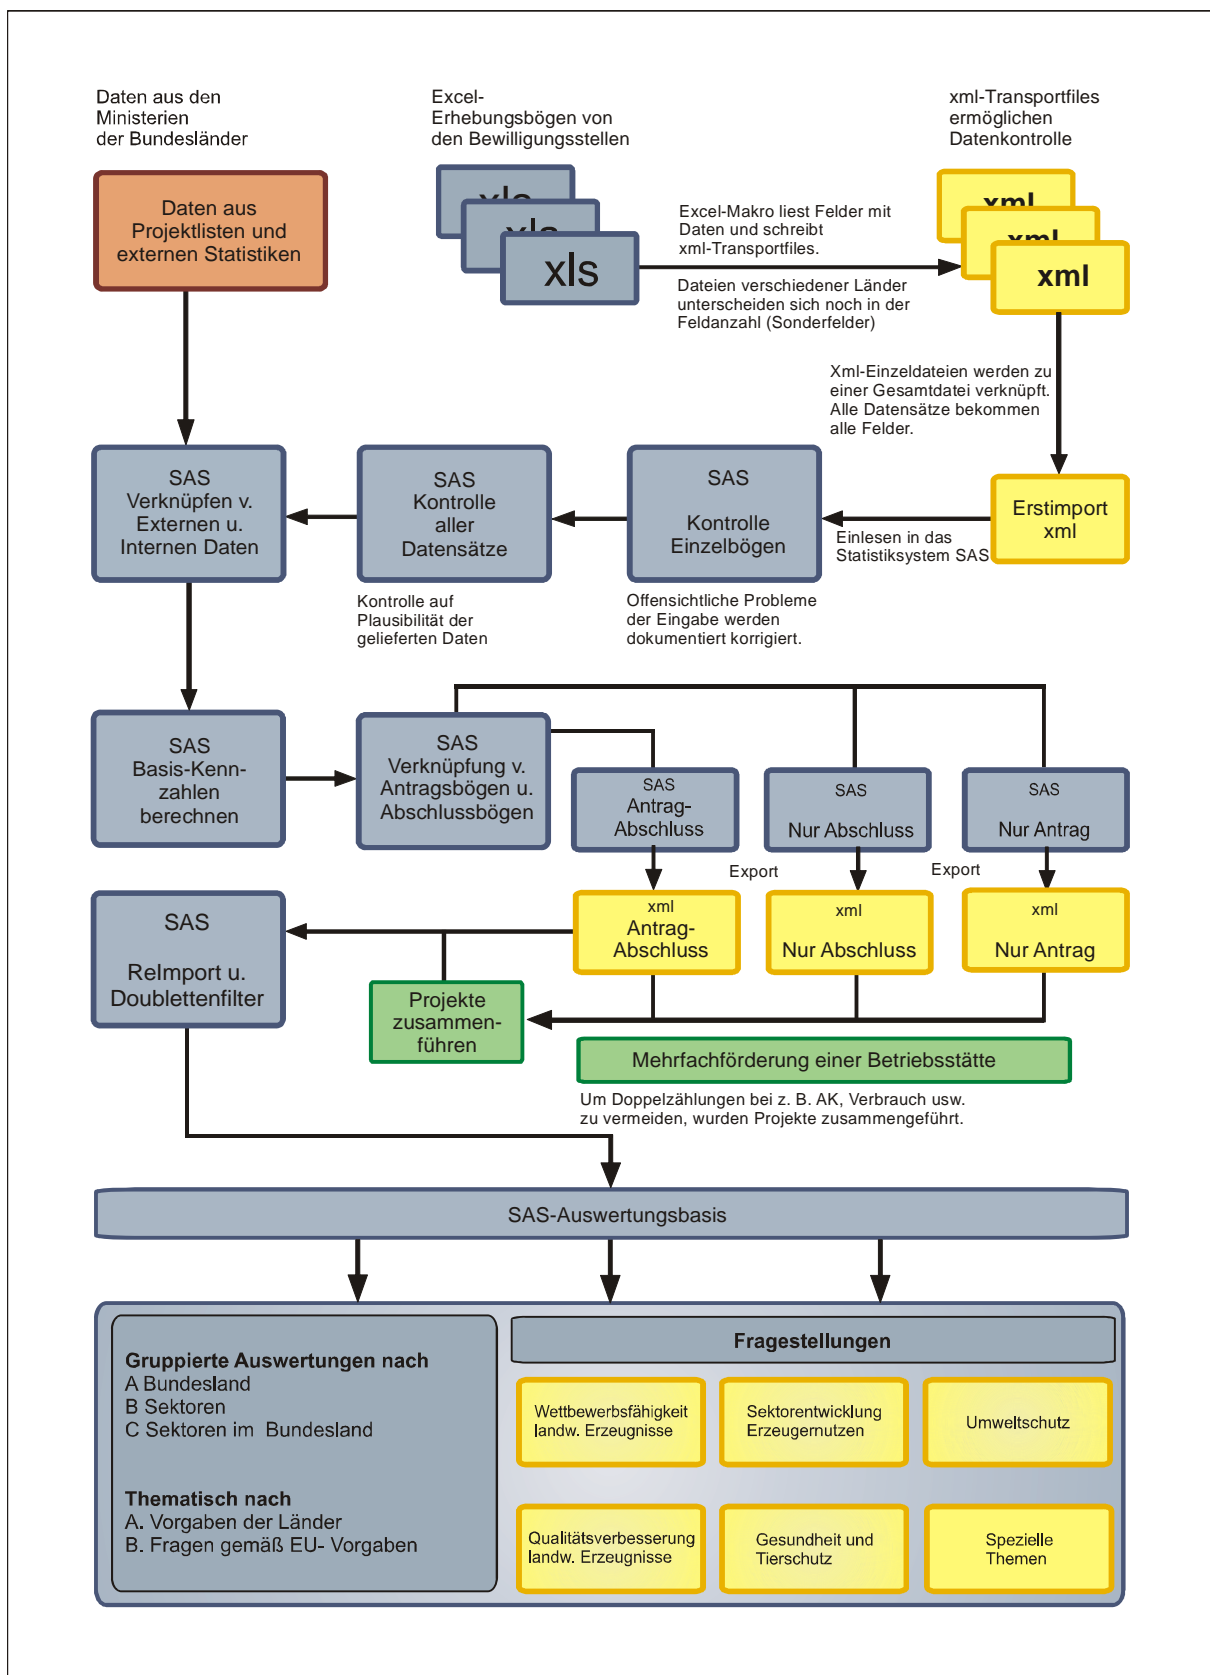 Daten aus den
Ministerien
der Bundesländer
Excel-
Erhebungsbögen von
den Bewilligungsstellen
xml-Transportfiles
ermöglichen
Datenkontrolle
Daten aus
Projektlisten und
externen Statistiken
xls
xls
xls
Excel-Makro liest Felder mit
Daten und schreibt
xml-Transportfiles.
Dateien verschiedener Länder
unterscheiden sich noch in der
Feldanzahl (Sonderfelder)
xml
xml
xml
Xml-Einzeldateien werden zu
einer Gesamtdatei verknüpft.
Alle Datensätze bekommen
alle Felder.
SAS
Verknüpfen v.
Externen u.
Internen Daten
SAS
Kontrolle
aller
Datensätze
SAS
Kontrolle
Einzelbögen
Einlesen in das
Statistiksystem SAS
Erstimport
xml
Kontrolle auf
Plausibilität der
gelieferten Daten
Offensichtliche Probleme
der Eingabe werden
dokumentiert korrigiert.
SAS
Basis-Kenn-
zahlen
berechnen
SAS
Verknüpfung v.
Antragsbögen u.
Abschlussbögen
SAS
Antrag-
Abschluss
SAS
Nur Abschluss
SAS
Nur Antrag
Export
Export
SAS
ReImport u.
Doublettenfilter
xml
Antrag-
Abschluss
xml
Nur Abschluss
xml
Nur Antrag
Projekte
zusammen-
führen
Mehrfachförderung einer Betriebsstätte
Um Doppelzählungen bei z. B. AK, Verbrauch usw.
zu vermeiden, wurden Projekte zusammengeführt.
SAS-Auswertungsbasis
Gruppierte Auswertungen nach
A Bundesland
B Sektoren
C Sektoren im Bundesland
Thematisch nach
A. Vorgaben der Länder
B. Fragen gemäß EU- Vorgaben
Fragestellungen
Wettbewerbsfähigkeit
landw. Erzeugnisse
Sektorentwicklung
Erzeugernutzen
Umweltschutz
Qualitätsverbesserung
landw. Erzeugnisse
Gesundheit und
Tierschutz
Spezielle
Themen